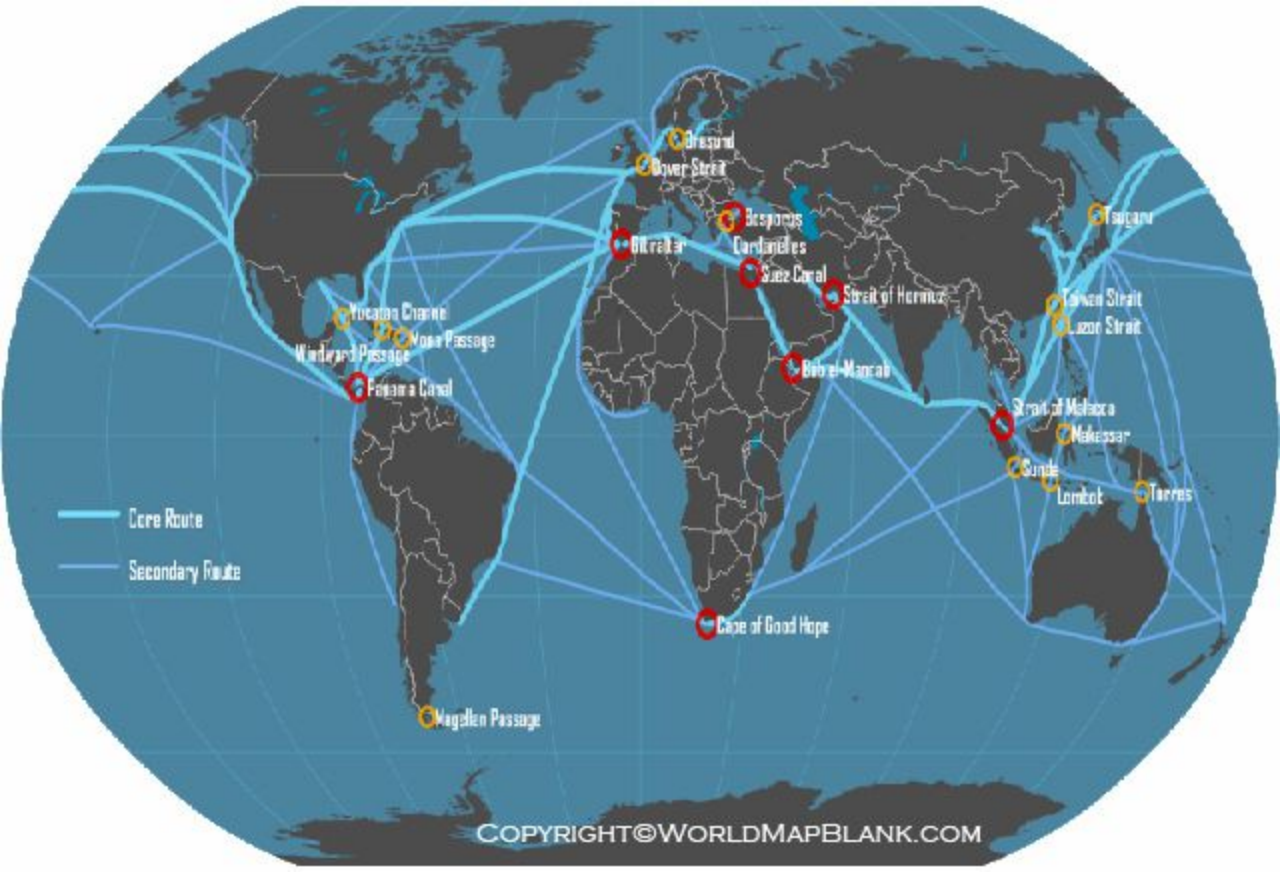 Oresund
Dover Strait
Bosporus
Tsugaru
Gibraltar
Dardanelles
Suez Canal
Strait of Hormuz
Taiwan Strait
Yucatan Channel
Luzon Strait
Mona Passage
Windward Passage
Bab el-Mandab
Panama Canal
Strait of Malacca
Makassar
Sunda
Lombok
Torres
Core Route
Secondary Route
Cape of Good Hope
Magellan Passage
COPYRIGHT©WORLDMAPBLANK.COM